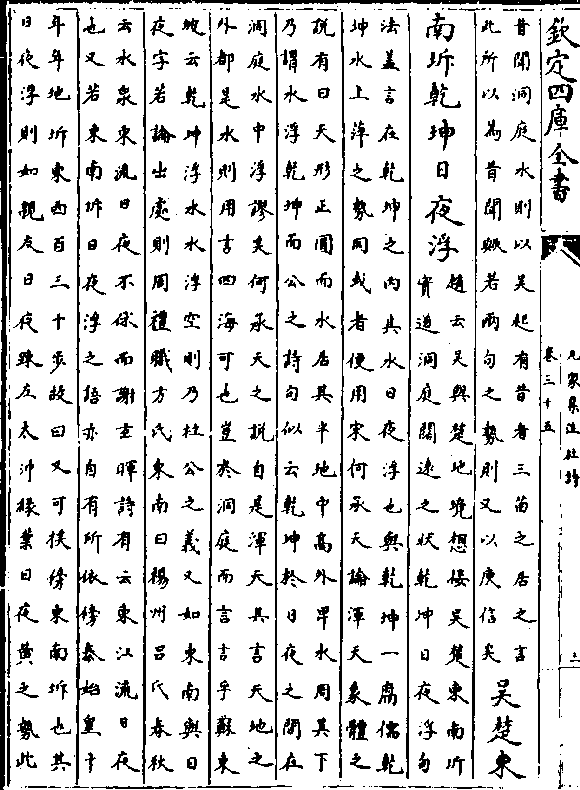 欽定四庫全書
九家集注杜詩
卷三十五
昔聞洞庭水則以吳起有昔者三苗之居之言
此所以為昔聞歟若兩句之勢則又以庾信矣
吳楚東
南坼乾坤日夜浮
趙云吳與楚地晚想接吳楚東南坼
實道洞庭闊遠之狀乾坤日夜浮句
法蓋言在乾坤之内其水日夜浮也與乾坤一腐儒乾
坤水上萍之勢同或者便用宋何承天論渾天象體之
說有曰天形正圓而水居其半地中高外卑水周其下
乃謂水浮乾坤而公之詩句似云乾坤於日夜之間在
洞庭水中浮謬矣何承天之說自是渾天其言天地之
外都是水則用言四海可也豈於洞庭而言言乎蘇東
坡云乾坤浮水水浮空則乃杜公之義又如東南與日
夜字若論出處則周禮職方氏東南曰楊州吕氏春秋
云水泉東流日夜不休而謝玄暉詩有云東江流日夜
也又若東南坼日夜浮之語亦自有所依傍秦始皇十
年年地坼東西百三十步故曰又可挨傍東南坼也其
日夜浮則如親友日夜踈左太沖緑葉日夜黄之勢此